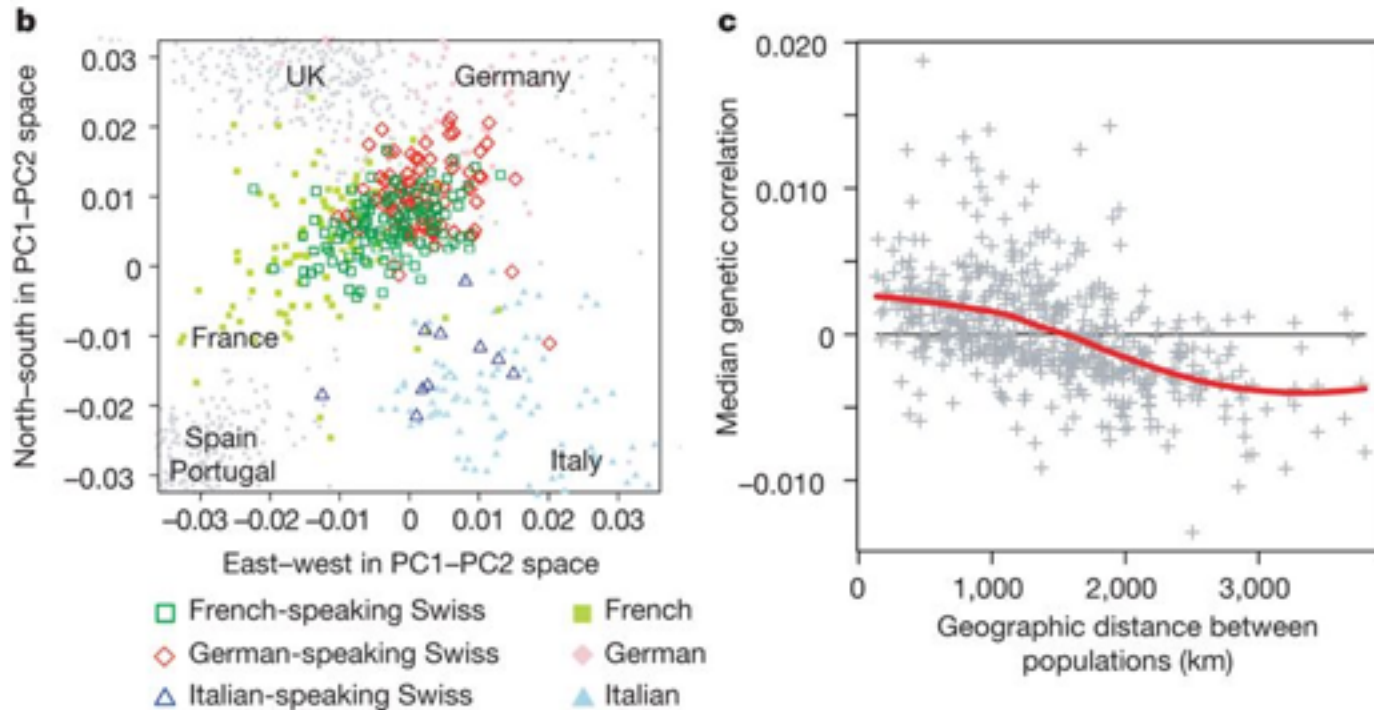 b
North–south in PC1–PC2 space
0.03
0.02
0.01
0
−0.01
−0.02
−0.03
UK
Germany
France
Spain
Portugal
Italy
−0.03 −0.02 −0.01 0 0.01 0.02 0.03
East–west in PC1–PC2 space
French-speaking Swiss
German-speaking Swiss
Italian-speaking Swiss
French
German
Italian
c
Median genetic correlation
0.020
0.010
0
−0.010
0 1,000 2,000 3,000
Geographic distance between
populations (km)